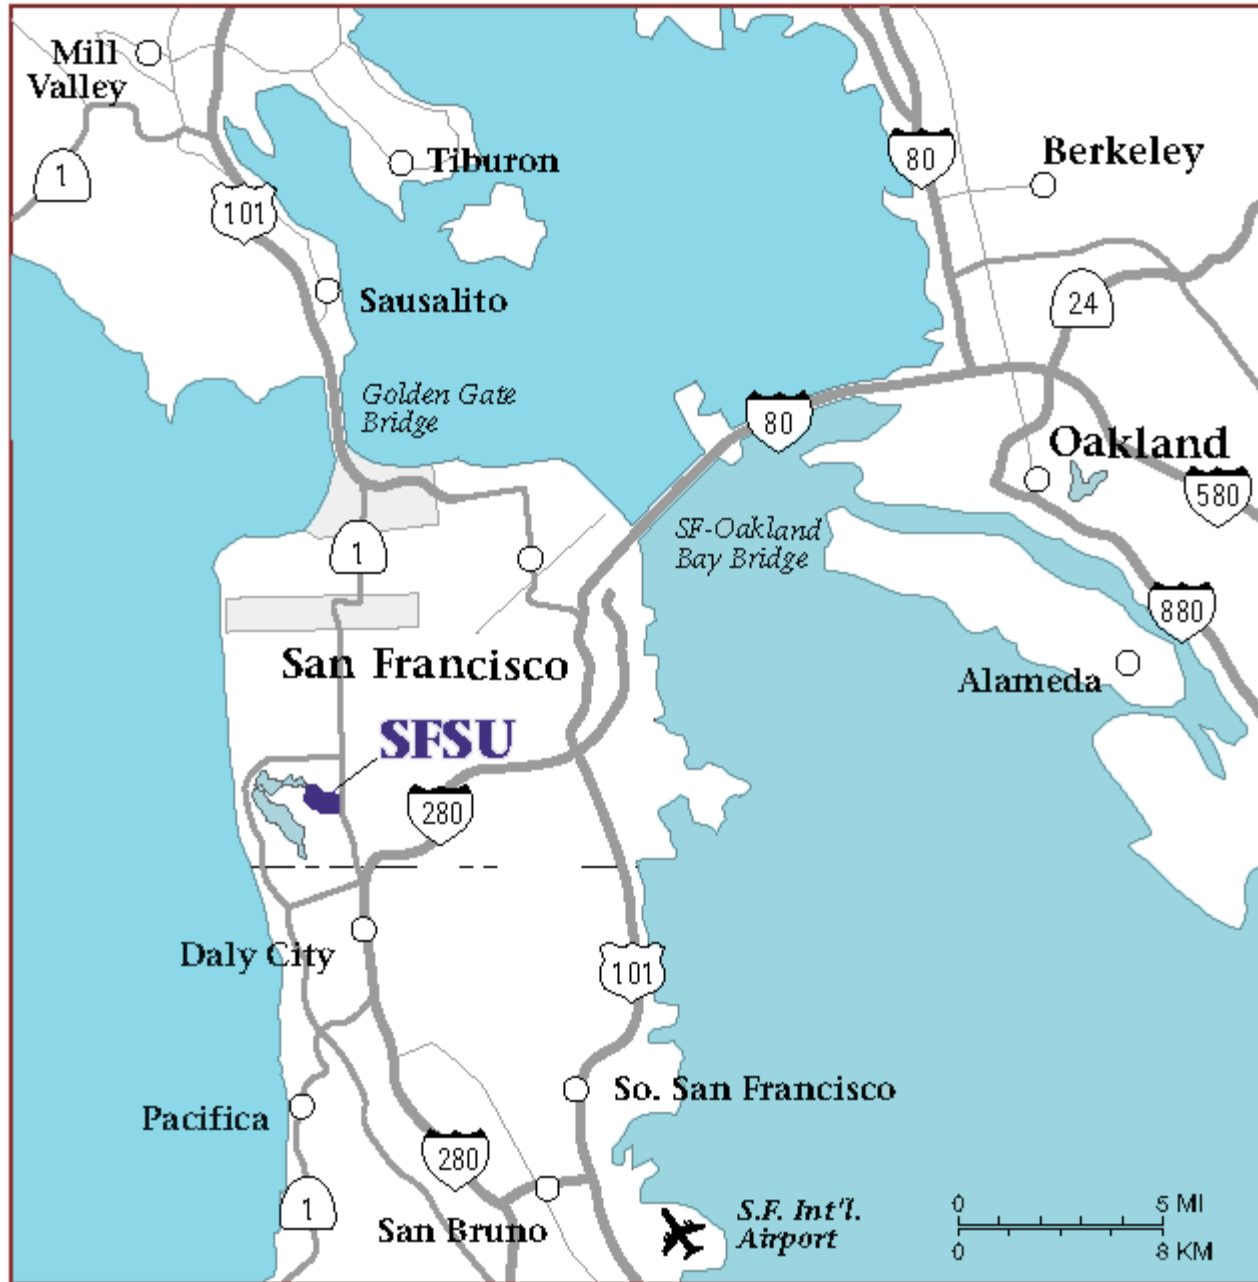 Mill
Valley
1
101
Tiburon
80
Berkeley
Sausalito
24
Golden Gate
Bridge
80
Oakland
580
SF-Oakland
Bay Bridge
1
880
San Francisco
Alameda
SFSU
280
Daly City
101
So. San Francisco
Pacifica
280
1
San Bruno
S.F. Int'l.
Airport
0 5 MI
0 8 KM